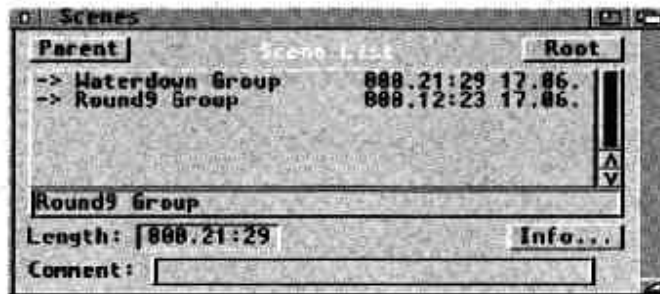 Scenes
Parent Scene List Root
-> Waterdown Group 000.21:29 17.06.
-> Round9 Group 000.12:23 17.06.
Round9 Group
Length: 000.21:29 Info...
Comment: